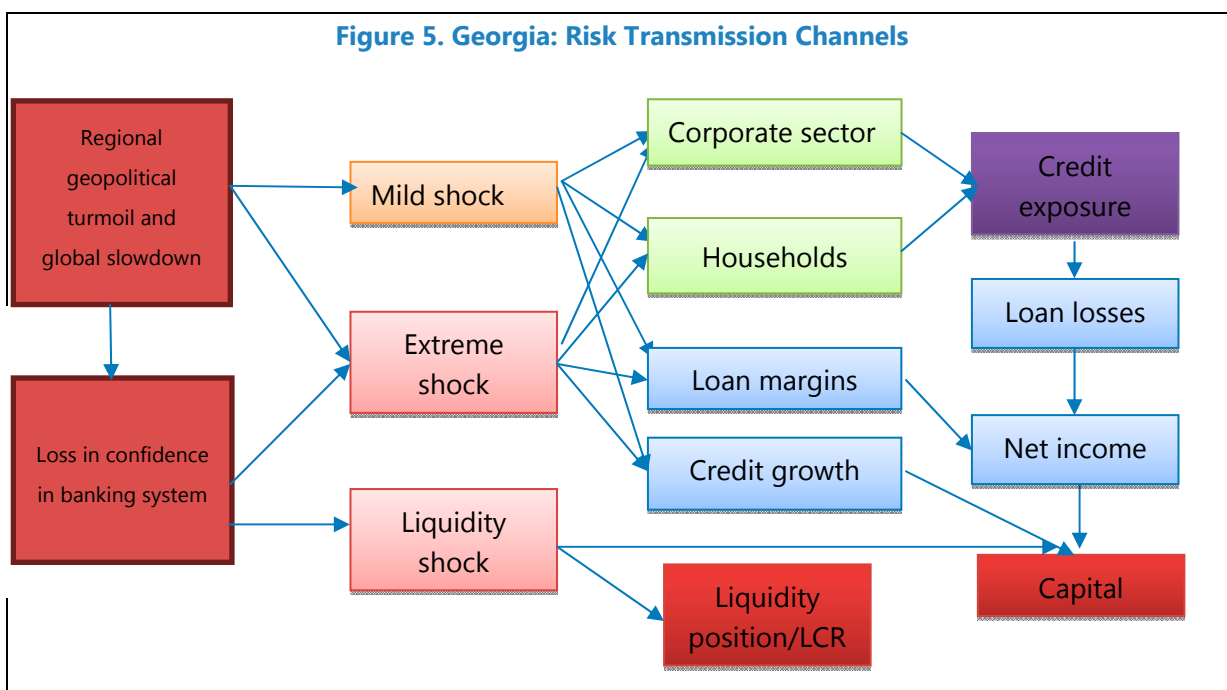 Figure 5. Georgia: Risk Transmission Channels
Regional
geopolitical
turmoil and
global slowdown
Loss in confidence
in banking system
Mild shock
Extreme
shock
Liquidity
shock
Corporate sector
Households
Loan margins
Credit growth
Liquidity
position/LCR
Credit
exposure
Loan losses
Net income
Capital